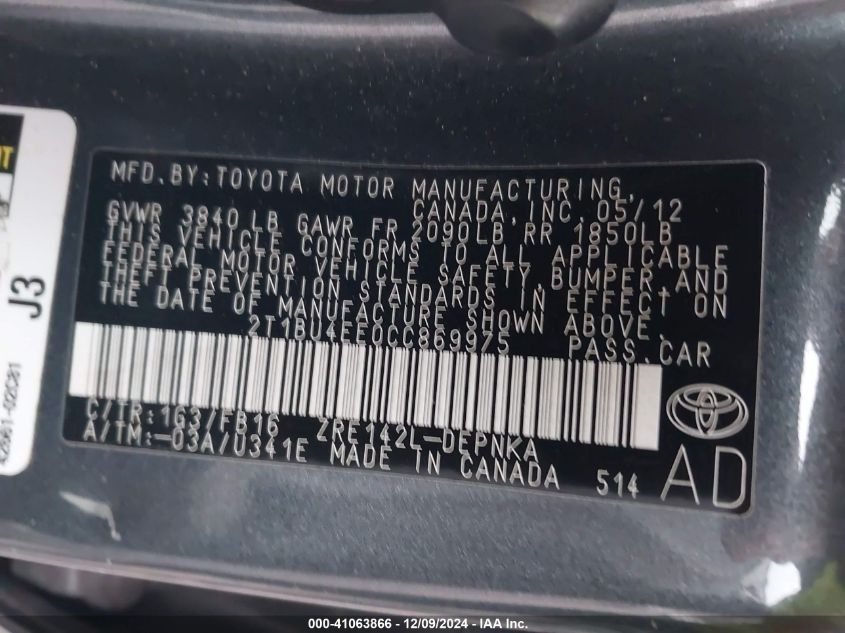 MFD. BY: TOYOTA MOTOR MANUFACTURING,
CANADA, INC. 05/12
GVWR 3840 LB GAWR FR 2090LB RR 1850LB
THIS VEHICLE CONFORMS TO ALL APPLICABLE
FEDERAL MOTOR VEHICLE SAFETY, BUMPER, AND
THEFT PREVENTION STANDARDS IN EFFECT ON
THE DATE OF MANUFACTURE SHOWN ABOVE.
2T1BU4EE0CC869975 PASS. CAR
C/TR: 1G3/FB16 ZRE142L-DEPNKA
A/TM: -03A/U341E MADE IN CANADA 514
AD
J3
42661-02C81
000-41063866 - 12/09/2024 - IAA Inc.